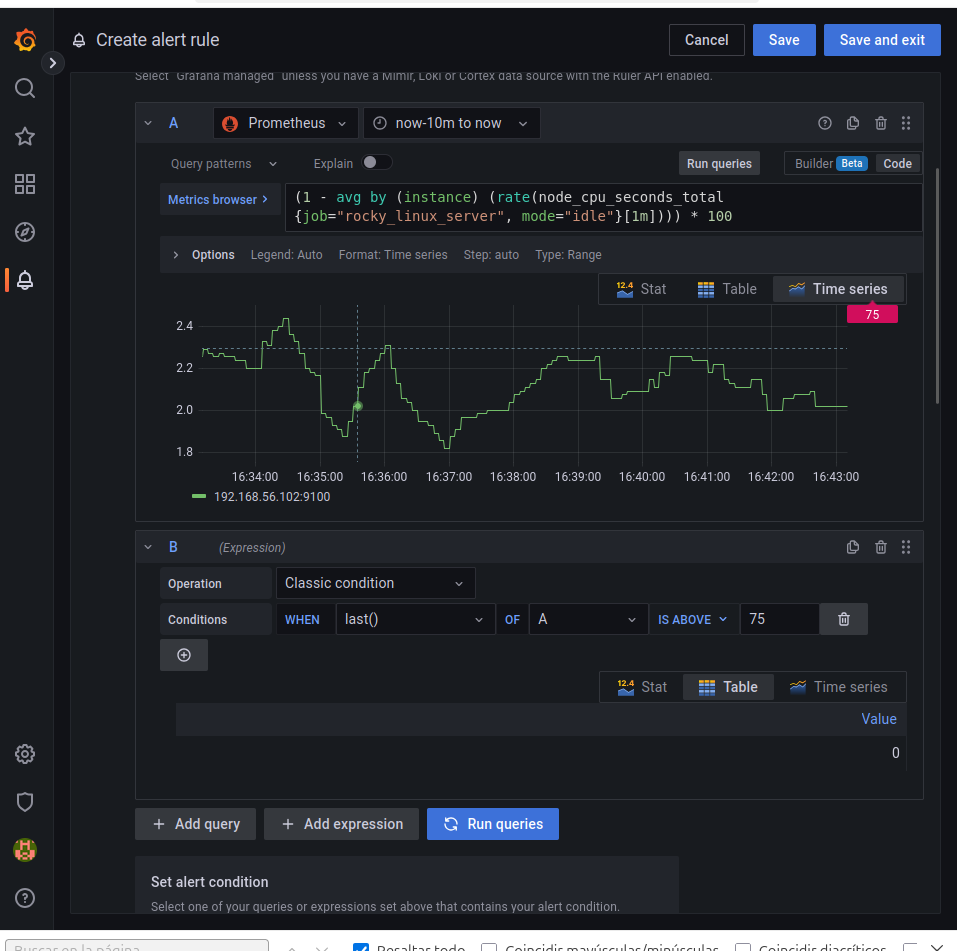 Create alert rule
Cancel
Save
Save and exit
Select "Grafana managed" unless you have a Mimir, Loki or Cortex data source with the Ruler API enabled.
A
Prometheus
now-10m to now
Query patterns
Explain
Run queries
Builder Beta
Code
Metrics browser >
(1 - avg by (instance) (rate(node_cpu_seconds_total
{job="rocky_linux_server", mode="idle"}[1m]))) * 100
Options Legend: Auto Format: Time series Step: auto Type: Range
12.4 Stat
Table
Time series
75
2.4
2.2
2.0
1.8
16:34:00 16:35:00 16:36:00 16:37:00 16:38:00 16:39:00 16:40:00 16:41:00 16:42:00 16:43:00
192.168.56.102:9100
B
(Expression)
Operation
Classic condition
Conditions
WHEN
last()
OF
A
IS ABOVE
75
12.4 Stat
Table
Time series
Value
0
+ Add query
+ Add expression
Run queries
Set alert condition
Select one of your queries or expressions set above that contains your alert condition.
Buscar en la página
Resaltar todo
Coincidir mayúsculas/minúsculas
Coincidir diacríticos